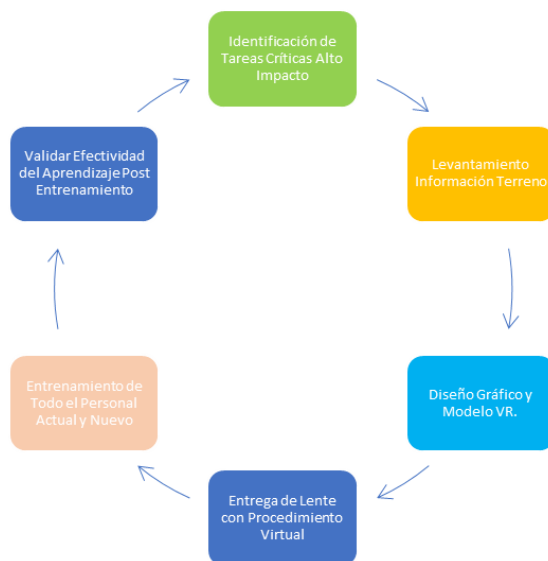 Identificación de
Tareas Críticas Alto
Impacto
Levantamiento
Información Terreno
Diseño Gráfico y
Modelo VR.
Entrega de Lente
con Procedimiento
Virtual
Entrenamiento de
Todo el Personal
Actual y Nuevo
Validar Efectividad
del Aprendizaje Post
Entrenamiento